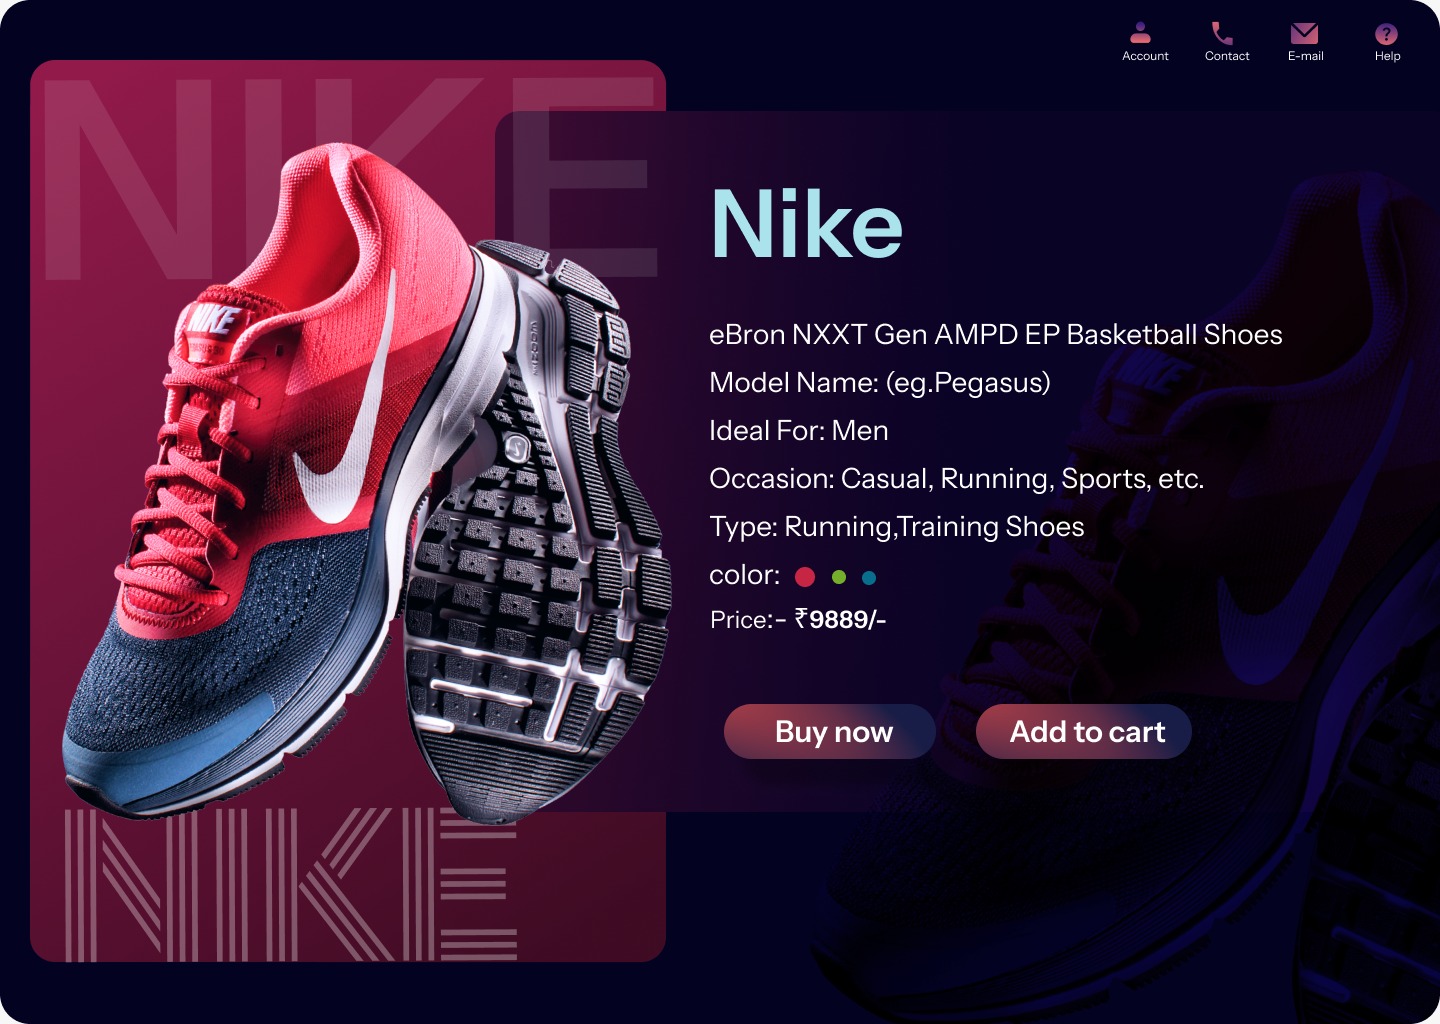 Account Contact E-mail Help
NIKE
Nike
NIKE
eBron NXXT Gen AMPD EP Basketball Shoes
Model Name: (eg.Pegasus)
Ideal For: Men
Occasion: Casual, Running, Sports, etc.
Type: Running,Training Shoes
color:
Price:- ₹9889/-
Buy now Add to cart
NIKE
NIKE